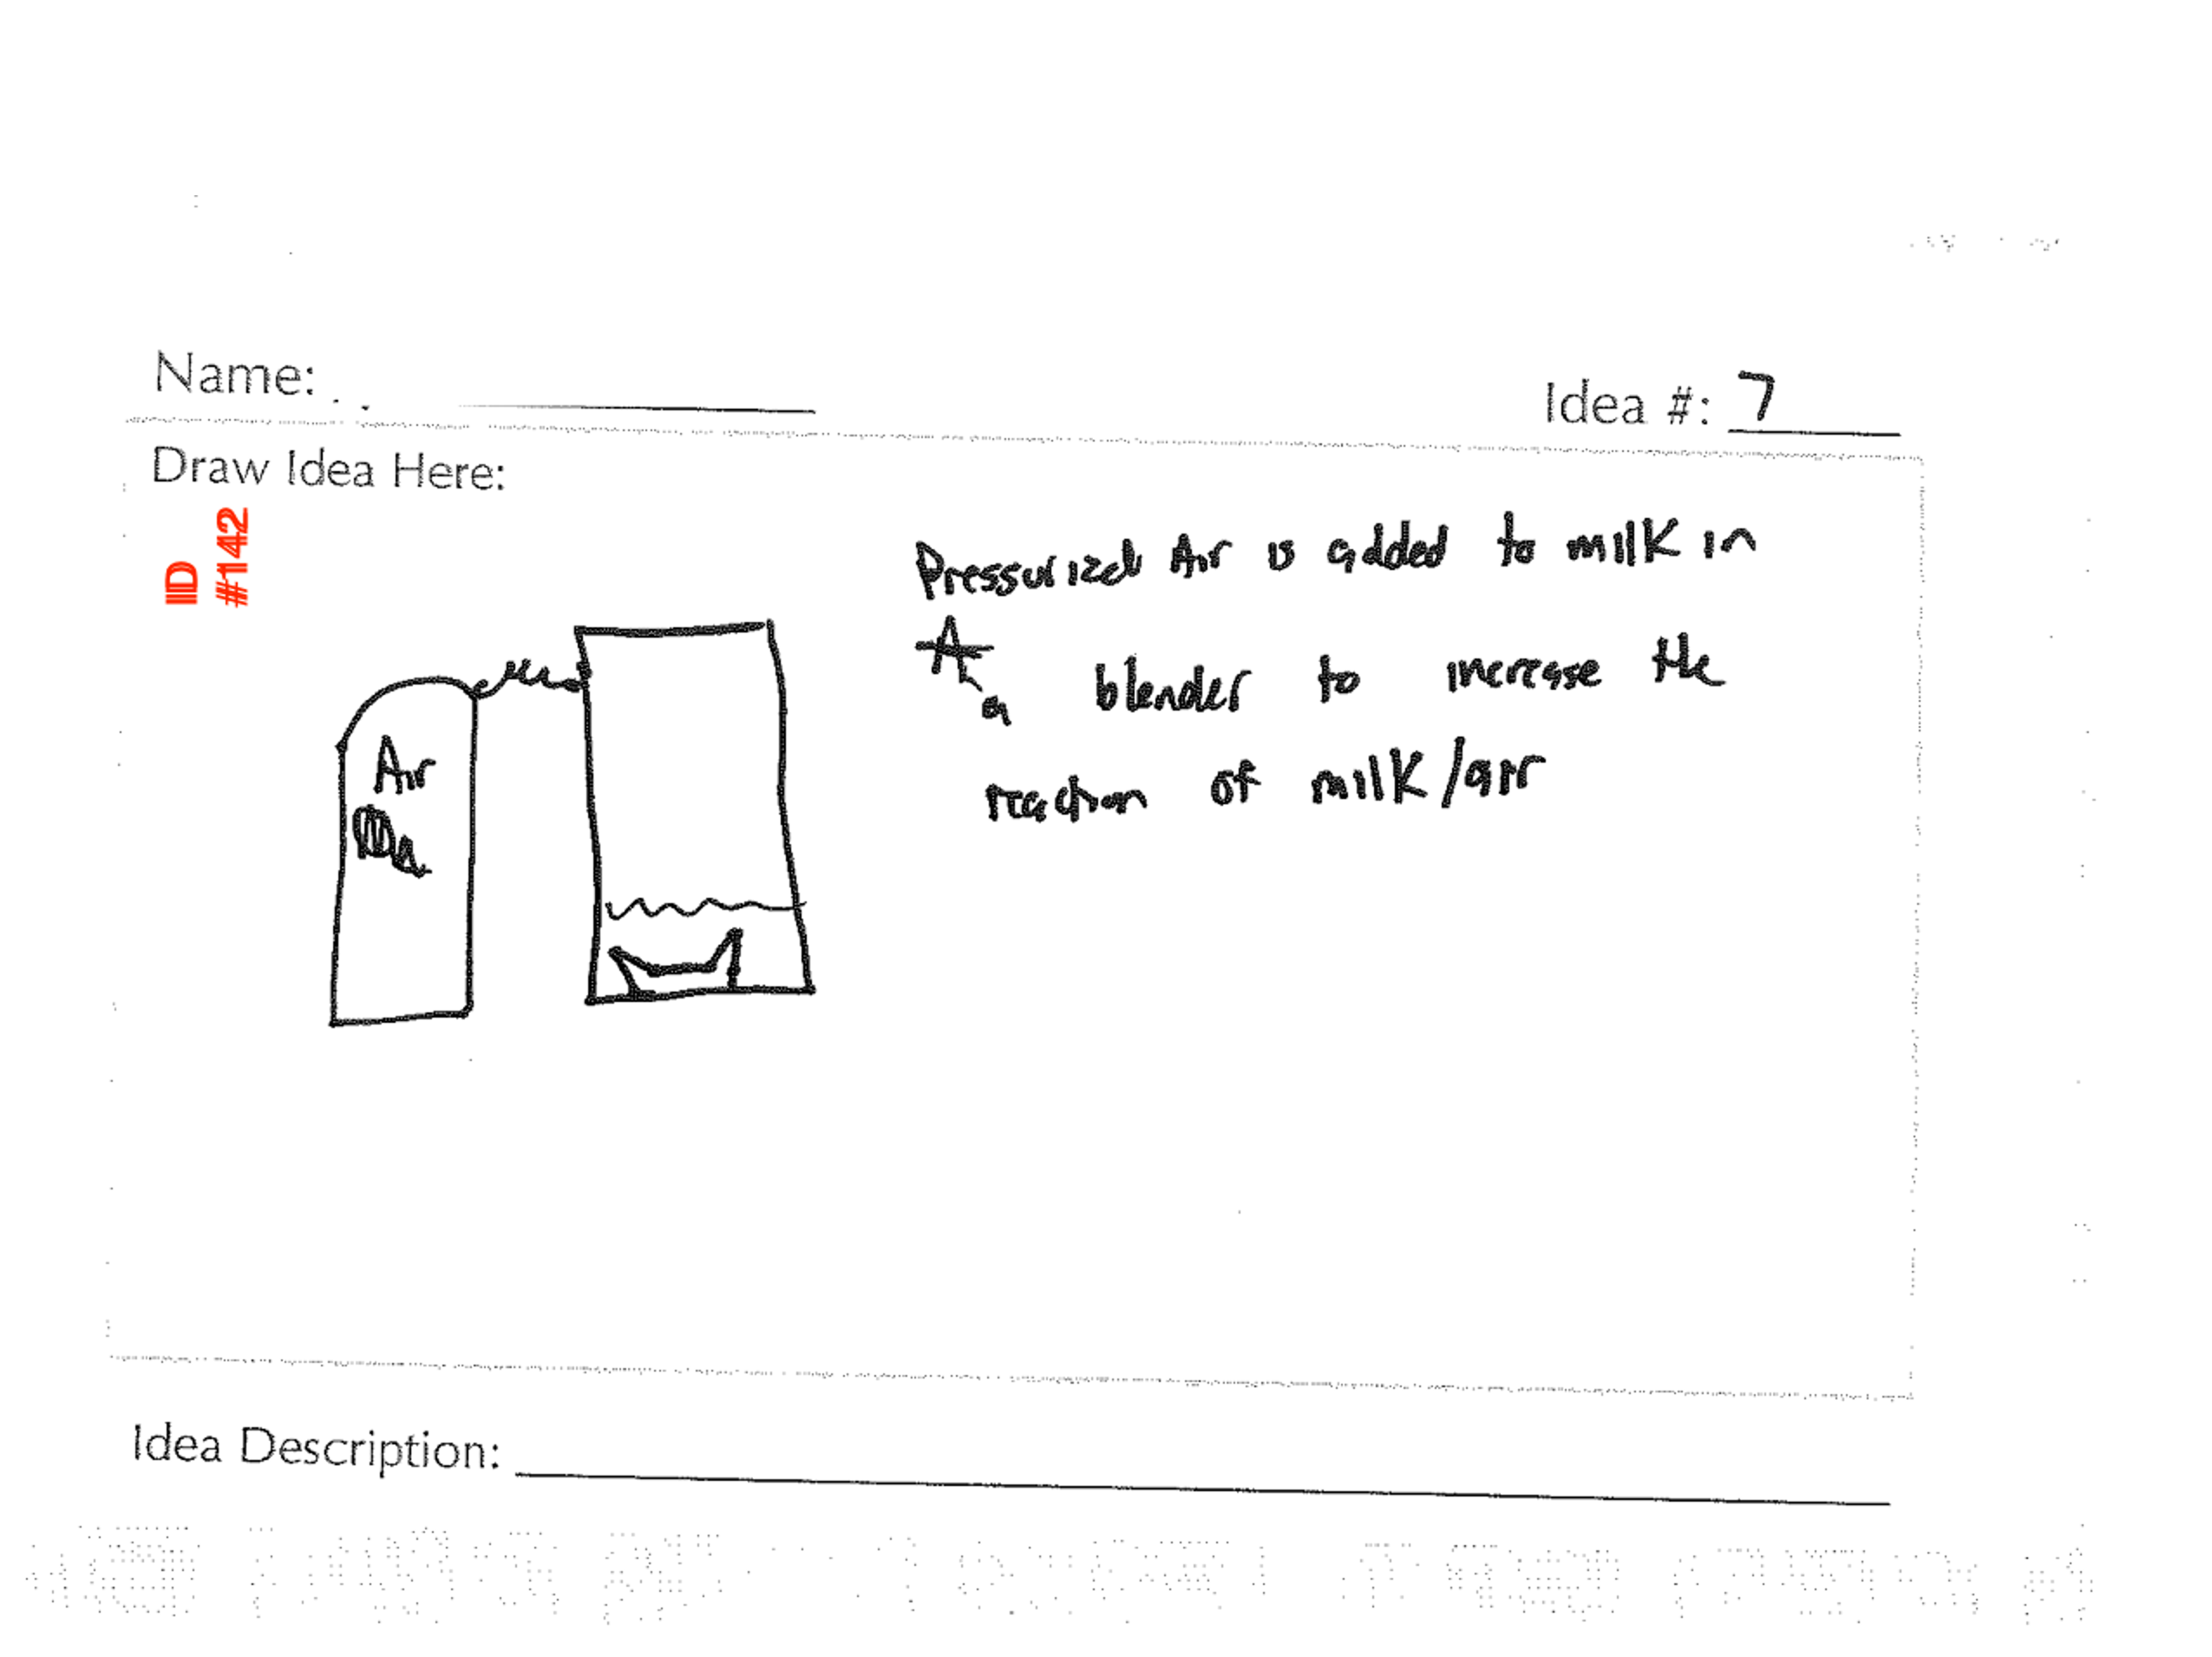 Name:
Idea #: 7
Draw Idea Here:
ID
#142
Pressurized Air is added to milk in
a blender to increase the
reaction of milk/air
Air
Idea Description: